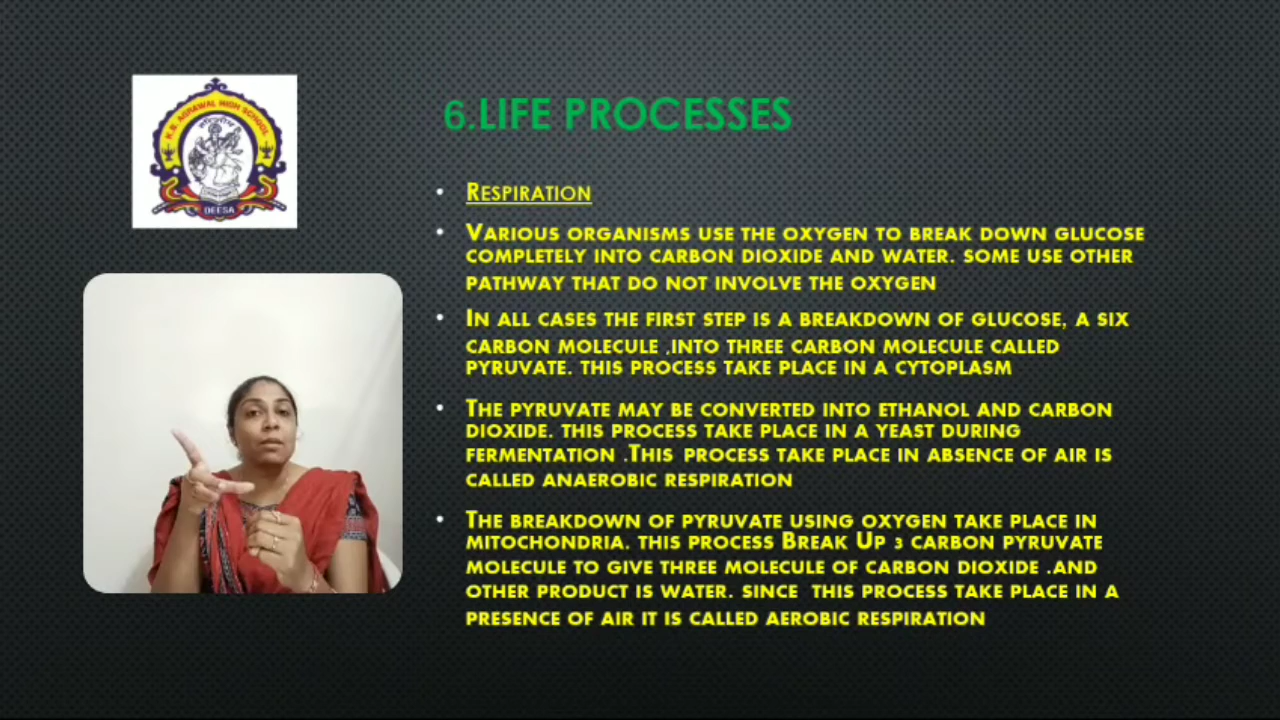 K.B. AGRAWAL HIGH SCHOOL
DEESA
6.LIFE PROCESSES
• RESPIRATION
• VARIOUS ORGANISMS USE THE OXYGEN TO BREAK DOWN GLUCOSE
COMPLETELY INTO CARBON DIOXIDE AND WATER. SOME USE OTHER
PATHWAY THAT DO NOT INVOLVE THE OXYGEN
• IN ALL CASES THE FIRST STEP IS A BREAKDOWN OF GLUCOSE, A SIX
CARBON MOLECULE ,INTO THREE CARBON MOLECULE CALLED
PYRUVATE. THIS PROCESS TAKE PLACE IN A CYTOPLASM
• THE PYRUVATE MAY BE CONVERTED INTO ETHANOL AND CARBON
DIOXIDE. THIS PROCESS TAKE PLACE IN A YEAST DURING
FERMENTATION .THIS PROCESS TAKE PLACE IN ABSENCE OF AIR IS
CALLED ANAEROBIC RESPIRATION
• THE BREAKDOWN OF PYRUVATE USING OXYGEN TAKE PLACE IN
MITOCHONDRIA. THIS PROCESS BREAK UP 3 CARBON PYRUVATE
MOLECULE TO GIVE THREE MOLECULE OF CARBON DIOXIDE .AND
OTHER PRODUCT IS WATER. SINCE THIS PROCESS TAKE PLACE IN A
PRESENCE OF AIR IT IS CALLED AEROBIC RESPIRATION